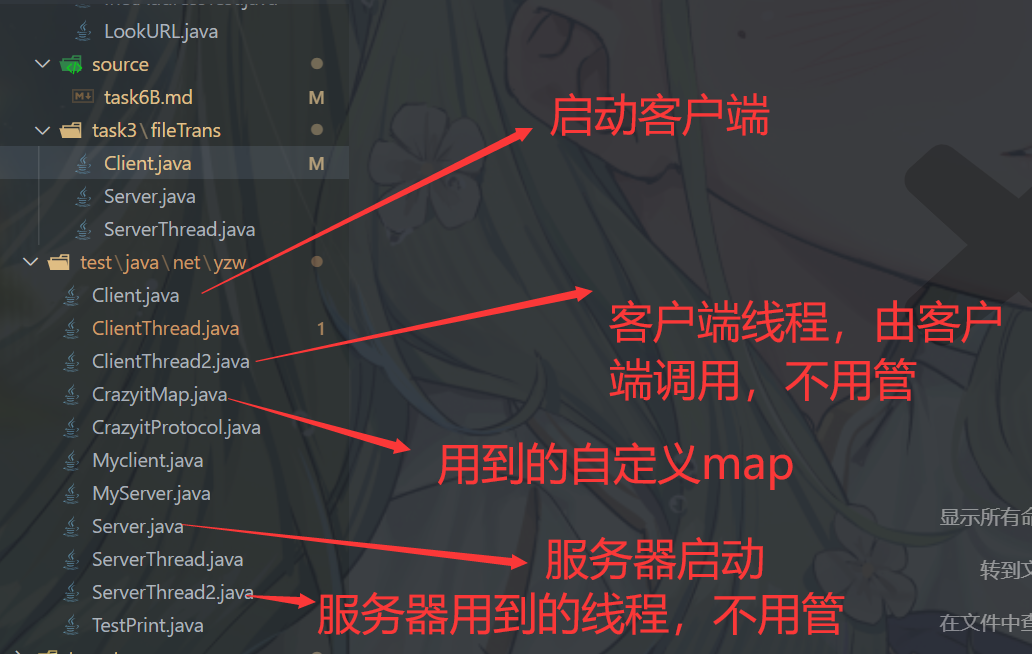 LookURL.java
source
task6B.md M
task3\fileTrans
Client.java M
Server.java
ServerThread.java
test\java\net\yzw
Client.java
ClientThread.java 1
ClientThread2.java
CrazyitMap.java
CrazyitProtocol.java
Myclient.java
MyServer.java
Server.java
ServerThread.java
ServerThread2.java
TestPrint.java
启动客户端
客户端线程，由客户
端调用，不用管
用到的自定义map
服务器启动
服务器用到的线程，不用管
显示所有命
转到文
在文件中查